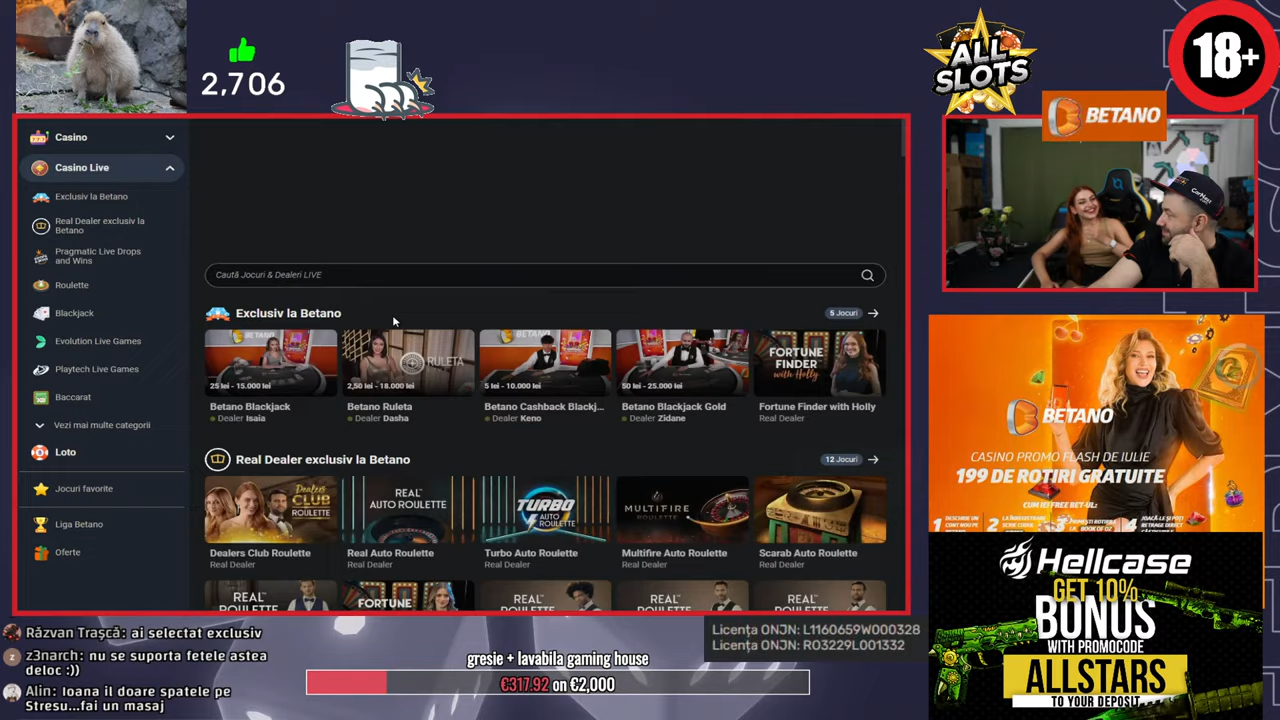 2,706
ALL
SLOTS
18+
BETANO
Casino
Casino Live
Exclusiv la Betano
Real Dealer exclusiv la
Betano
Pragmatic Live Drops
and Wins
Roulette
Blackjack
Evolution Live Games
Playtech Live Games
Baccarat
Vezi mai multe categorii
Loto
Jocuri favorite
Liga Betano
Oferte
Caută Jocuri & Dealeri LIVE
Exclusiv la Betano
5 Jocuri
25 lei - 15.000 lei
2,50 lei - 18.000 lei
RULETA
5 lei - 10.000 lei
50 lei - 25.000 lei
FORTUNE
FINDER
with Holly
Betano Blackjack
Betano Ruleta
Betano Cashback Blackj...
Betano Blackjack Gold
Fortune Finder with Holly
Dealer Isaia
Dealer Dasha
Dealer Keno
Dealer Zidane
Real Dealer
Real Dealer exclusiv la Betano
12 Jocuri
Dealers
CLUB
ROULETTE
REAL
AUTO ROULETTE
TURBO
AUTO ROULETTE
MULTIFIRE
ROULETTE
Dealers Club Roulette
Real Auto Roulette
Turbo Auto Roulette
Multifire Auto Roulette
Scarab Auto Roulette
Real Dealer
Real Dealer
Real Dealer
Real Dealer
Real Dealer
REAL
ROULETTE
FORTUNE
REAL
ROULETTE
REAL
ROULETTE
REAL
ROULETTE
BETANO
CASINO PROMO FLASH DE IULIE
199 DE ROTIRI GRATUITE
Hellcase
GET 10%
BONUS
WITH PROMOCODE
ALLSTARS
TO YOUR DEPOSIT
Răzvan Trașcă: ai selectat exclusiv
z3narch: nu se suporta fetele astea
deloc :))
Alin: Ioana il doare spatele pe
Stresu...fai un masaj
gresie + lavabila gaming house
€317.92 on €2,000
Licența ONJN: L1160659W000328
Licența ONJN: RO3229L001332